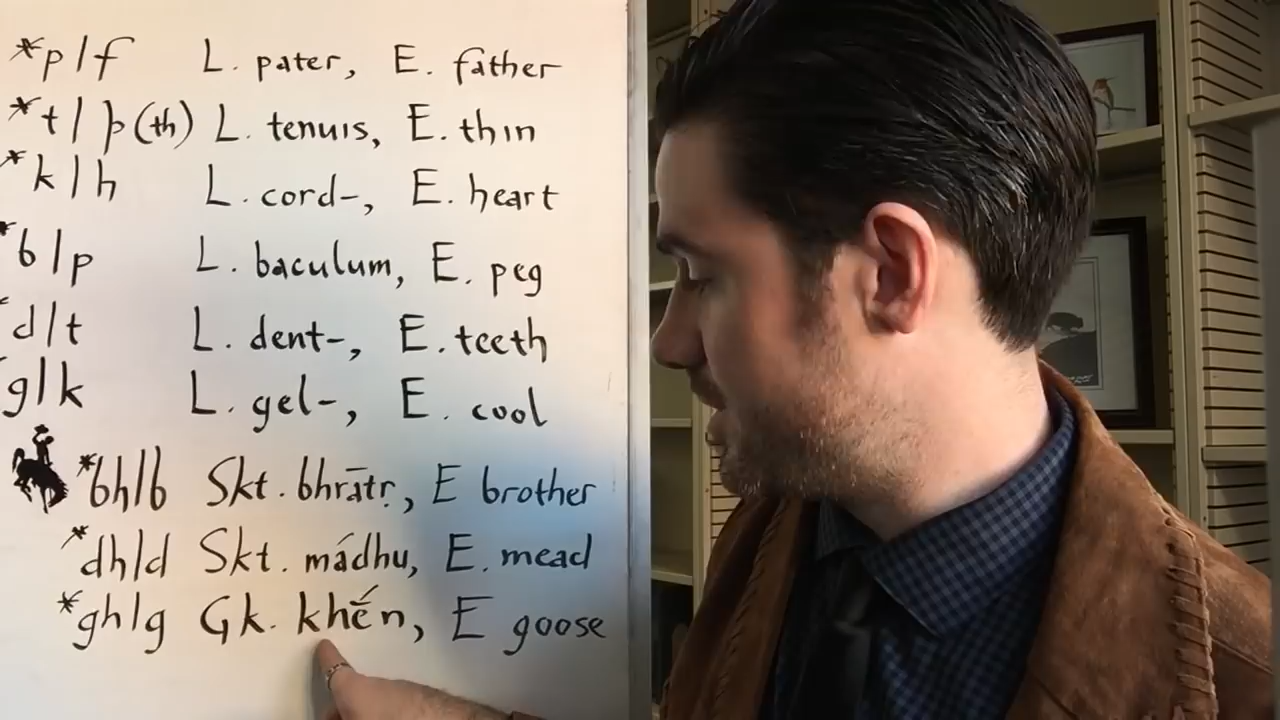 *p/f L. pater, E. father
*t/þ(th) L. tenuis, E. thin
*k/h L. cord-, E. heart
*b/p L. baculum, E. peg
*d/t L. dent-, E. teeth
*g/k L. gel-, E. cool
*bh/b Skt. bhrātṛ, E brother
*dh/d Skt. mádhu, E. mead
*gh/g Gk. khḗn, E goose